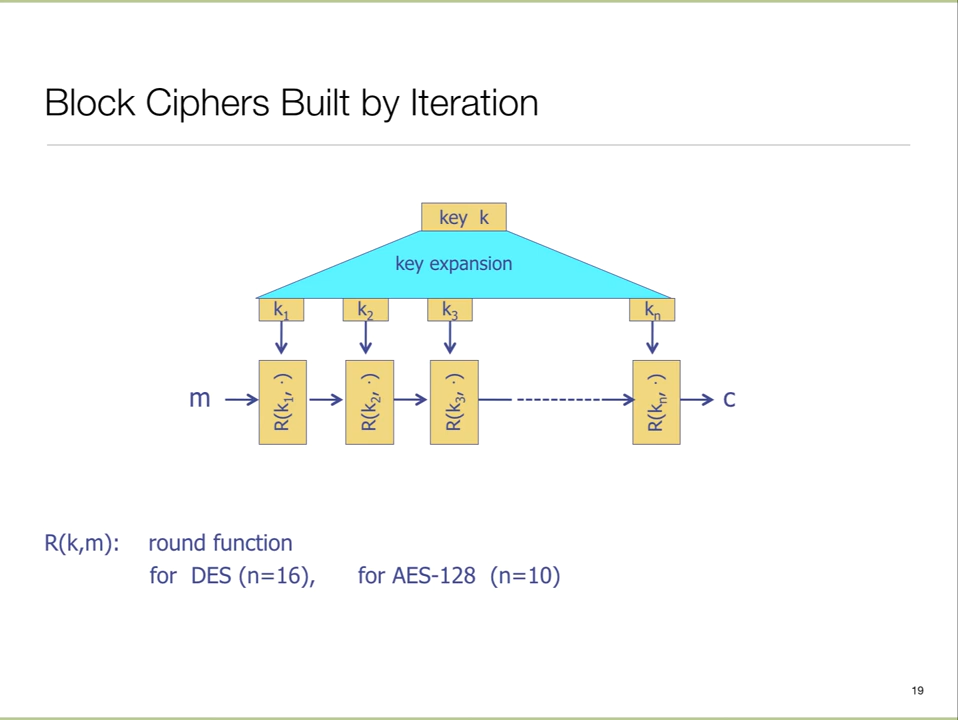 Block Ciphers Built by Iteration
key k
key expansion
k₁ k₂ k₃ kₙ
m R(k₁, ·) R(k₂, ·) R(k₃, ·) R(kₙ, ·) c
R(k,m): round function
for DES (n=16), for AES-128 (n=10)
19